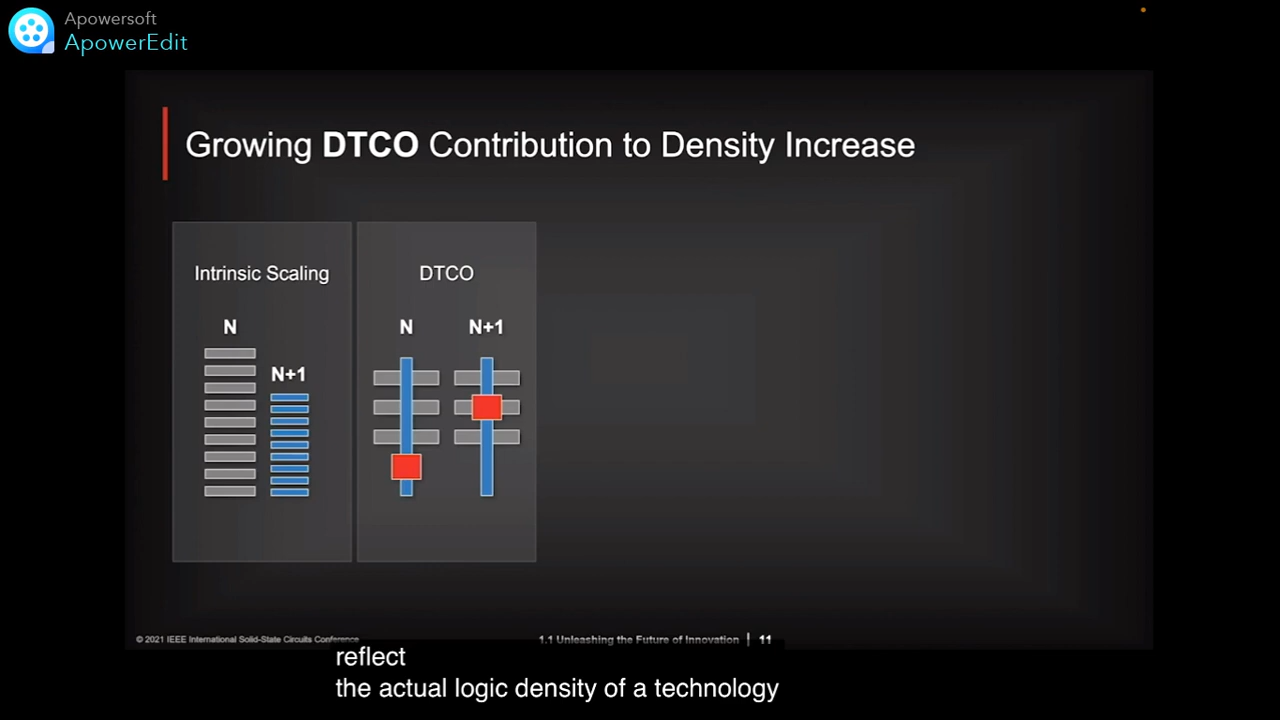 Apowersoft
ApowerEdit
Growing DTCO Contribution to Density Increase
Intrinsic Scaling
N
N+1
DTCO
N N+1
© 2021 IEEE International Solid-State Circuits Conference
1.1 Unleashing the Future of Innovation | 11
reflect
the actual logic density of a technology